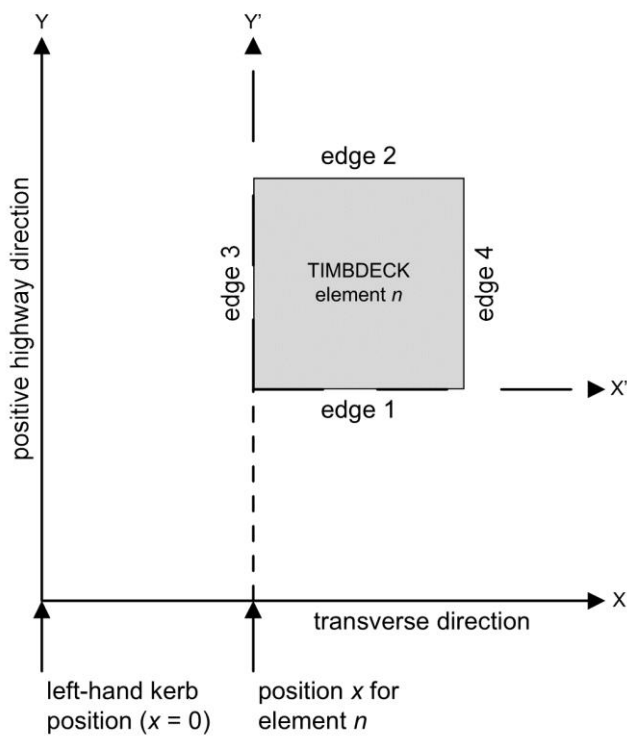 Y
Y’
edge 2
positive highway direction
edge 3
TIMBDECK
element n
edge 4
X’
edge 1
X
transverse direction
left-hand kerb
position (x = 0)
position x for
element n